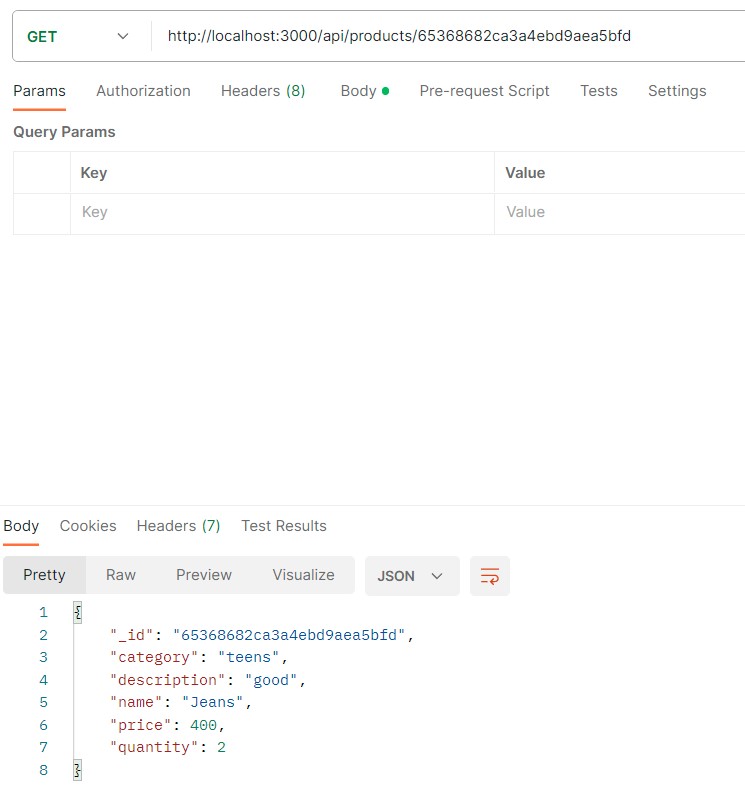 GET http://localhost:3000/api/products/65368682ca3a4ebd9aea5bfd
Params Authorization Headers (8) Body Pre-request Script Tests Settings
Query Params
Key Value
Key Value
Body Cookies Headers (7) Test Results
Pretty Raw Preview Visualize JSON
1 {
2 "_id": "65368682ca3a4ebd9aea5bfd",
3 "category": "teens",
4 "description": "good",
5 "name": "Jeans",
6 "price": 400,
7 "quantity": 2
8 }